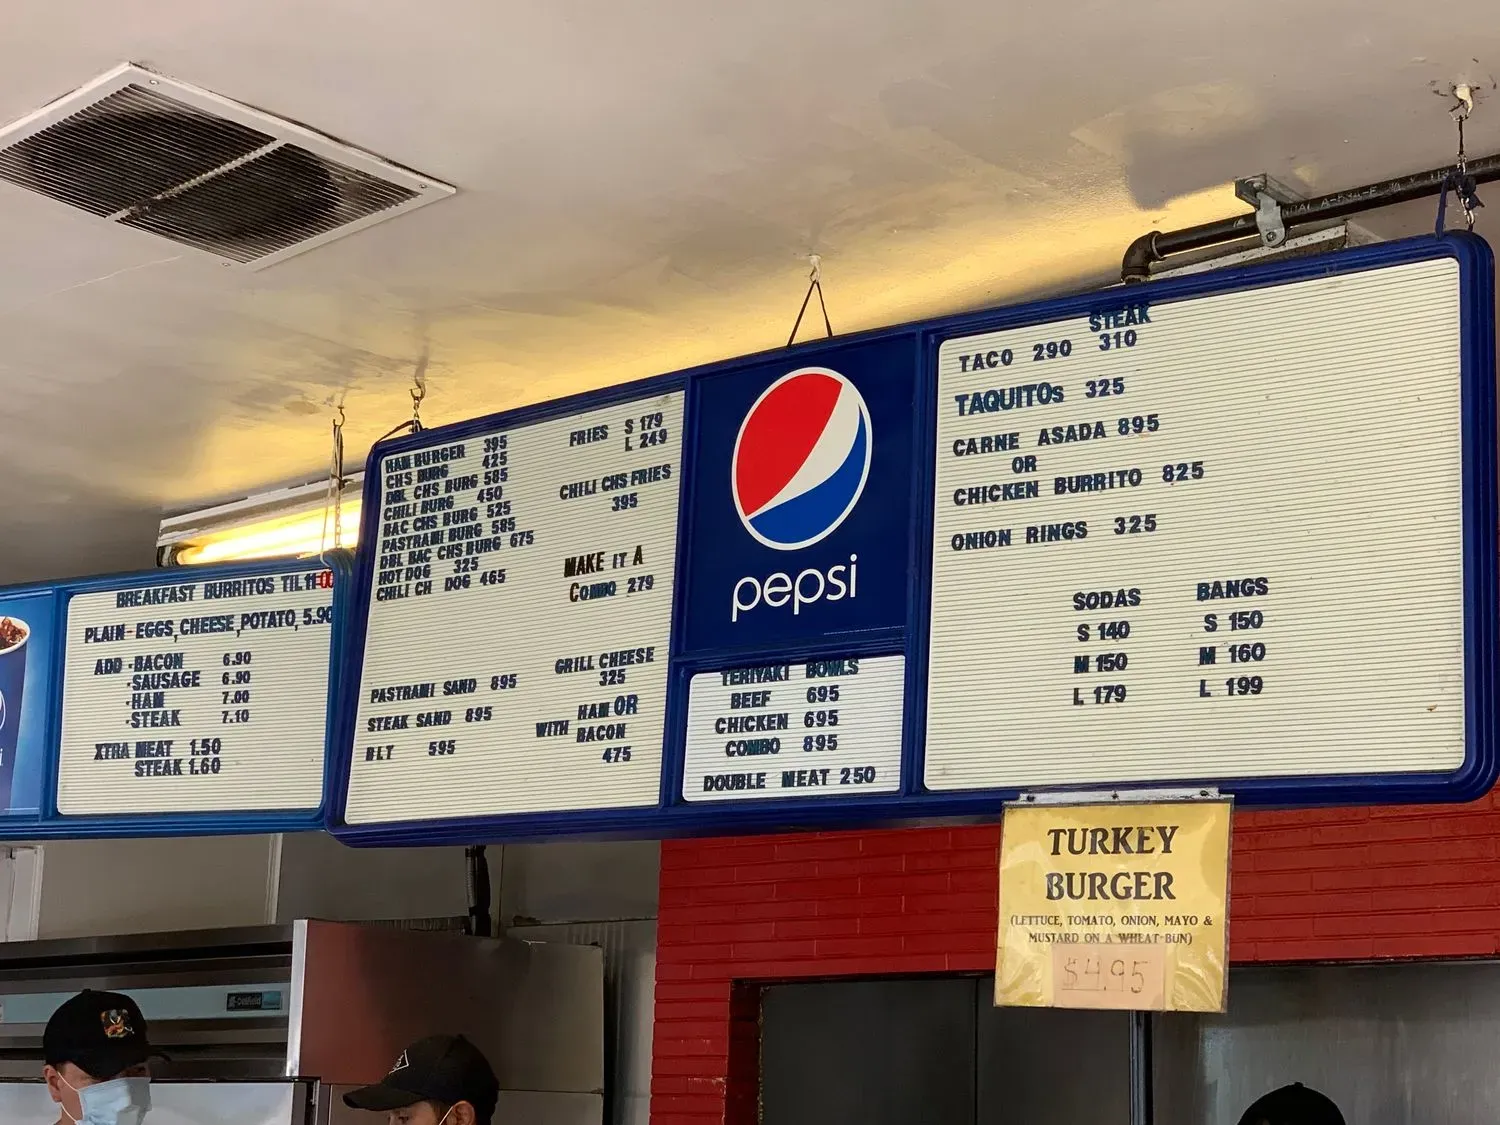 BREAKFAST BURRITOS TIL 11:00
PLAIN-EGGS, CHEESE, POTATO, 5.90
ADD -BACON 6.90
-SAUSAGE 6.90
-HAM 7.00
-STEAK 7.10
XTRA MEAT 1.50
STEAK 1.60
HAMBURGER 395
CHS BURG 425
DBL CHS BURG 585
CHILI BURG 450
BAC CHS BURG 525
PASTRAMI BURG 585
DBL BAC CHS BURG 675
HOT DOG 325
CHILI CH DOG 465
PASTRAMI SAND 895
STEAK SAND 895
BLT 595
FRIES S 179
L 249
CHILI CHS FRIES
395
MAKE IT A
COMBO 279
GRILL CHEESE
325
WITH HAM OR
BACON
475
pepsi
TERIYAKI BOWLS
BEEF 695
CHICKEN 695
COMBO 895
DOUBLE MEAT 250
STEAK
TACO 290 310
TAQUITOs 325
CARNE ASADA 895
OR
CHICKEN BURRITO 825
ONION RINGS 325
SODAS
S 140
M 150
L 179
BANGS
S 150
M 160
L 199
TURKEY
BURGER
(LETTUCE, TOMATO, ONION, MAYO &
MUSTARD ON A WHEAT-BUN)
$4.95